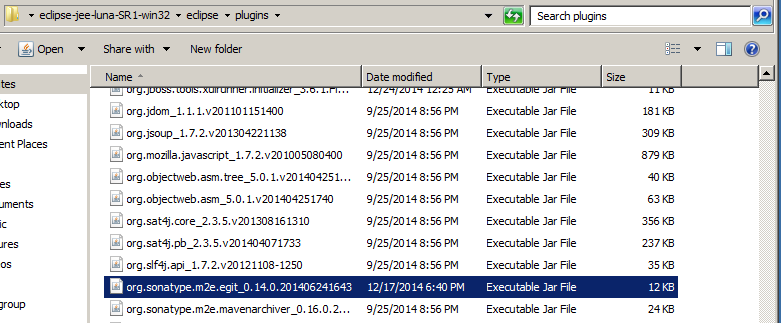 eclipse-jee-luna-SR1-win32 eclipse plugins Search plugins
Open Share with New folder
Name Date modified Type Size
ites org.jboss.tools.xulrunner.initializer_3.6.1.Fi... 12/24/2014 12:25 AM Executable Jar File 11 KB
ktop org.jdom_1.1.1.v201101151400 9/25/2014 8:56 PM Executable Jar File 181 KB
wnloads org.jsoup_1.7.2.v201304221138 9/25/2014 8:56 PM Executable Jar File 309 KB
ent Places org.mozilla.javascript_1.7.2.v201005080400 9/25/2014 8:56 PM Executable Jar File 879 KB
org.objectweb.asm.tree_5.0.1.v201404251... 9/25/2014 8:56 PM Executable Jar File 40 KB
es org.objectweb.asm_5.0.1.v201404251740 9/25/2014 8:56 PM Executable Jar File 63 KB
uments org.sat4j.core_2.3.5.v201308161310 9/25/2014 8:56 PM Executable Jar File 356 KB
ic
ures org.sat4j.pb_2.3.5.v201404071733 9/25/2014 8:56 PM Executable Jar File 237 KB
os org.slf4j.api_1.7.2.v20121108-1250 9/25/2014 8:56 PM Executable Jar File 35 KB
org.sonatype.m2e.egit_0.14.0.201406241643 12/17/2014 6:40 PM Executable Jar File 12 KB
group org.sonatype.m2e.mavenarchiver_0.16.0.2... 9/25/2014 8:56 PM Executable Jar File 24 KB